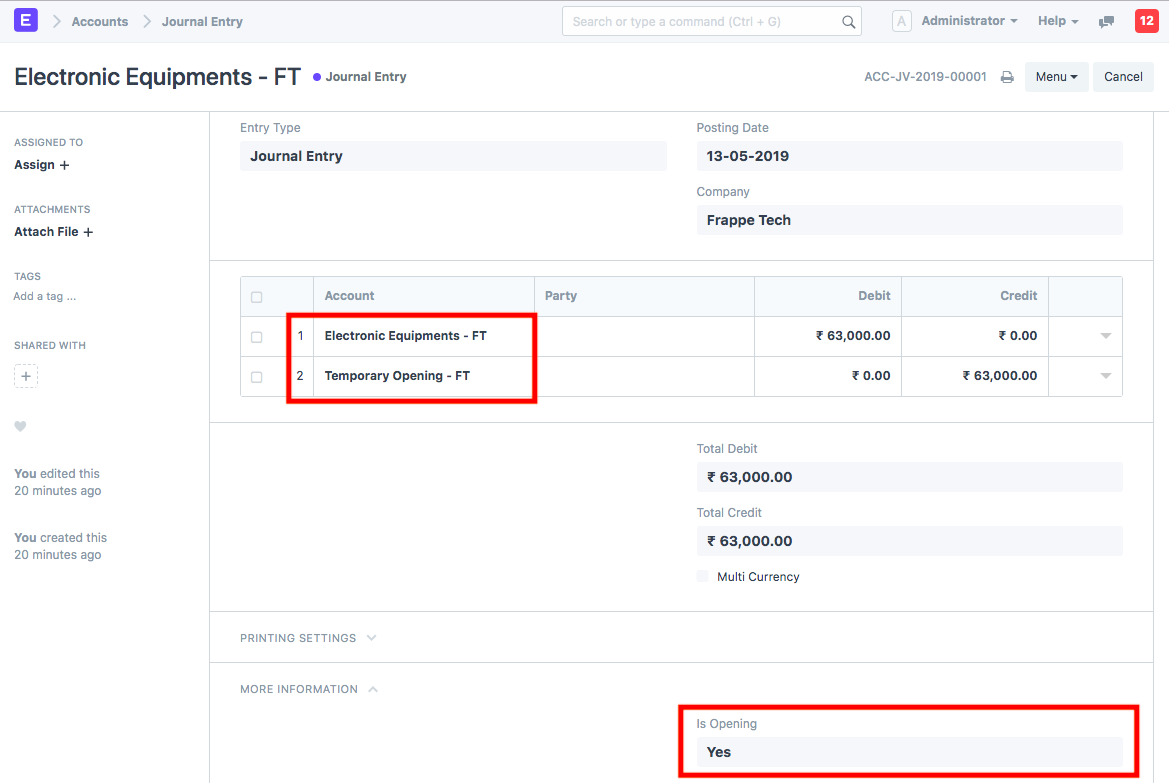 E Accounts Journal Entry Search or type a command (Ctrl + G) A Administrator Help 12
Electronic Equipments - FT Journal Entry ACC-JV-2019-00001 Menu Cancel
ASSIGNED TO
Assign +
ATTACHMENTS
Attach File +
TAGS
Add a tag ...
SHARED WITH
+
You edited this
20 minutes ago
You created this
20 minutes ago
Entry Type
Journal Entry
Posting Date
13-05-2019
Company
Frappe Tech
Account Party Debit Credit
1 Electronic Equipments - FT ₹ 63,000.00 ₹ 0.00
2 Temporary Opening - FT ₹ 0.00 ₹ 63,000.00
Total Debit
₹ 63,000.00
Total Credit
₹ 63,000.00
Multi Currency
PRINTING SETTINGS
MORE INFORMATION
Is Opening
Yes